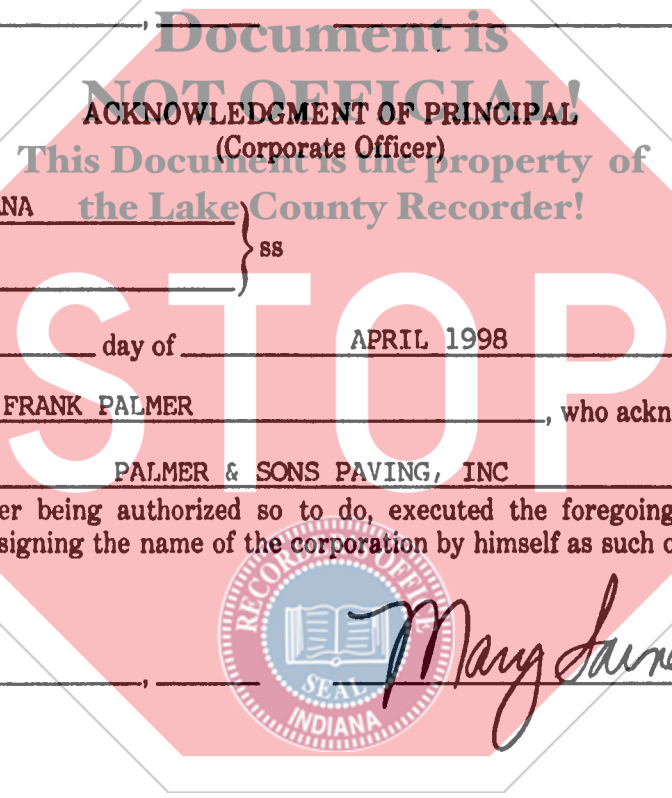 Document is
NOT OFFICIAL!
ACKNOWLEDGMENT OF PRINCIPAL
(Corporate Officer)
This Document is the property of
the Lake County Recorder!
NA
ss
STOP
day of APRIL 1998
FRANK PALMER, who ackn
PALMER & SONS PAVING, INC
er being authorized so to do, executed the foregoing
signing the name of the corporation by himself as such o
RECORDER'S OFFICE
SEAL
INDIANA
Mary